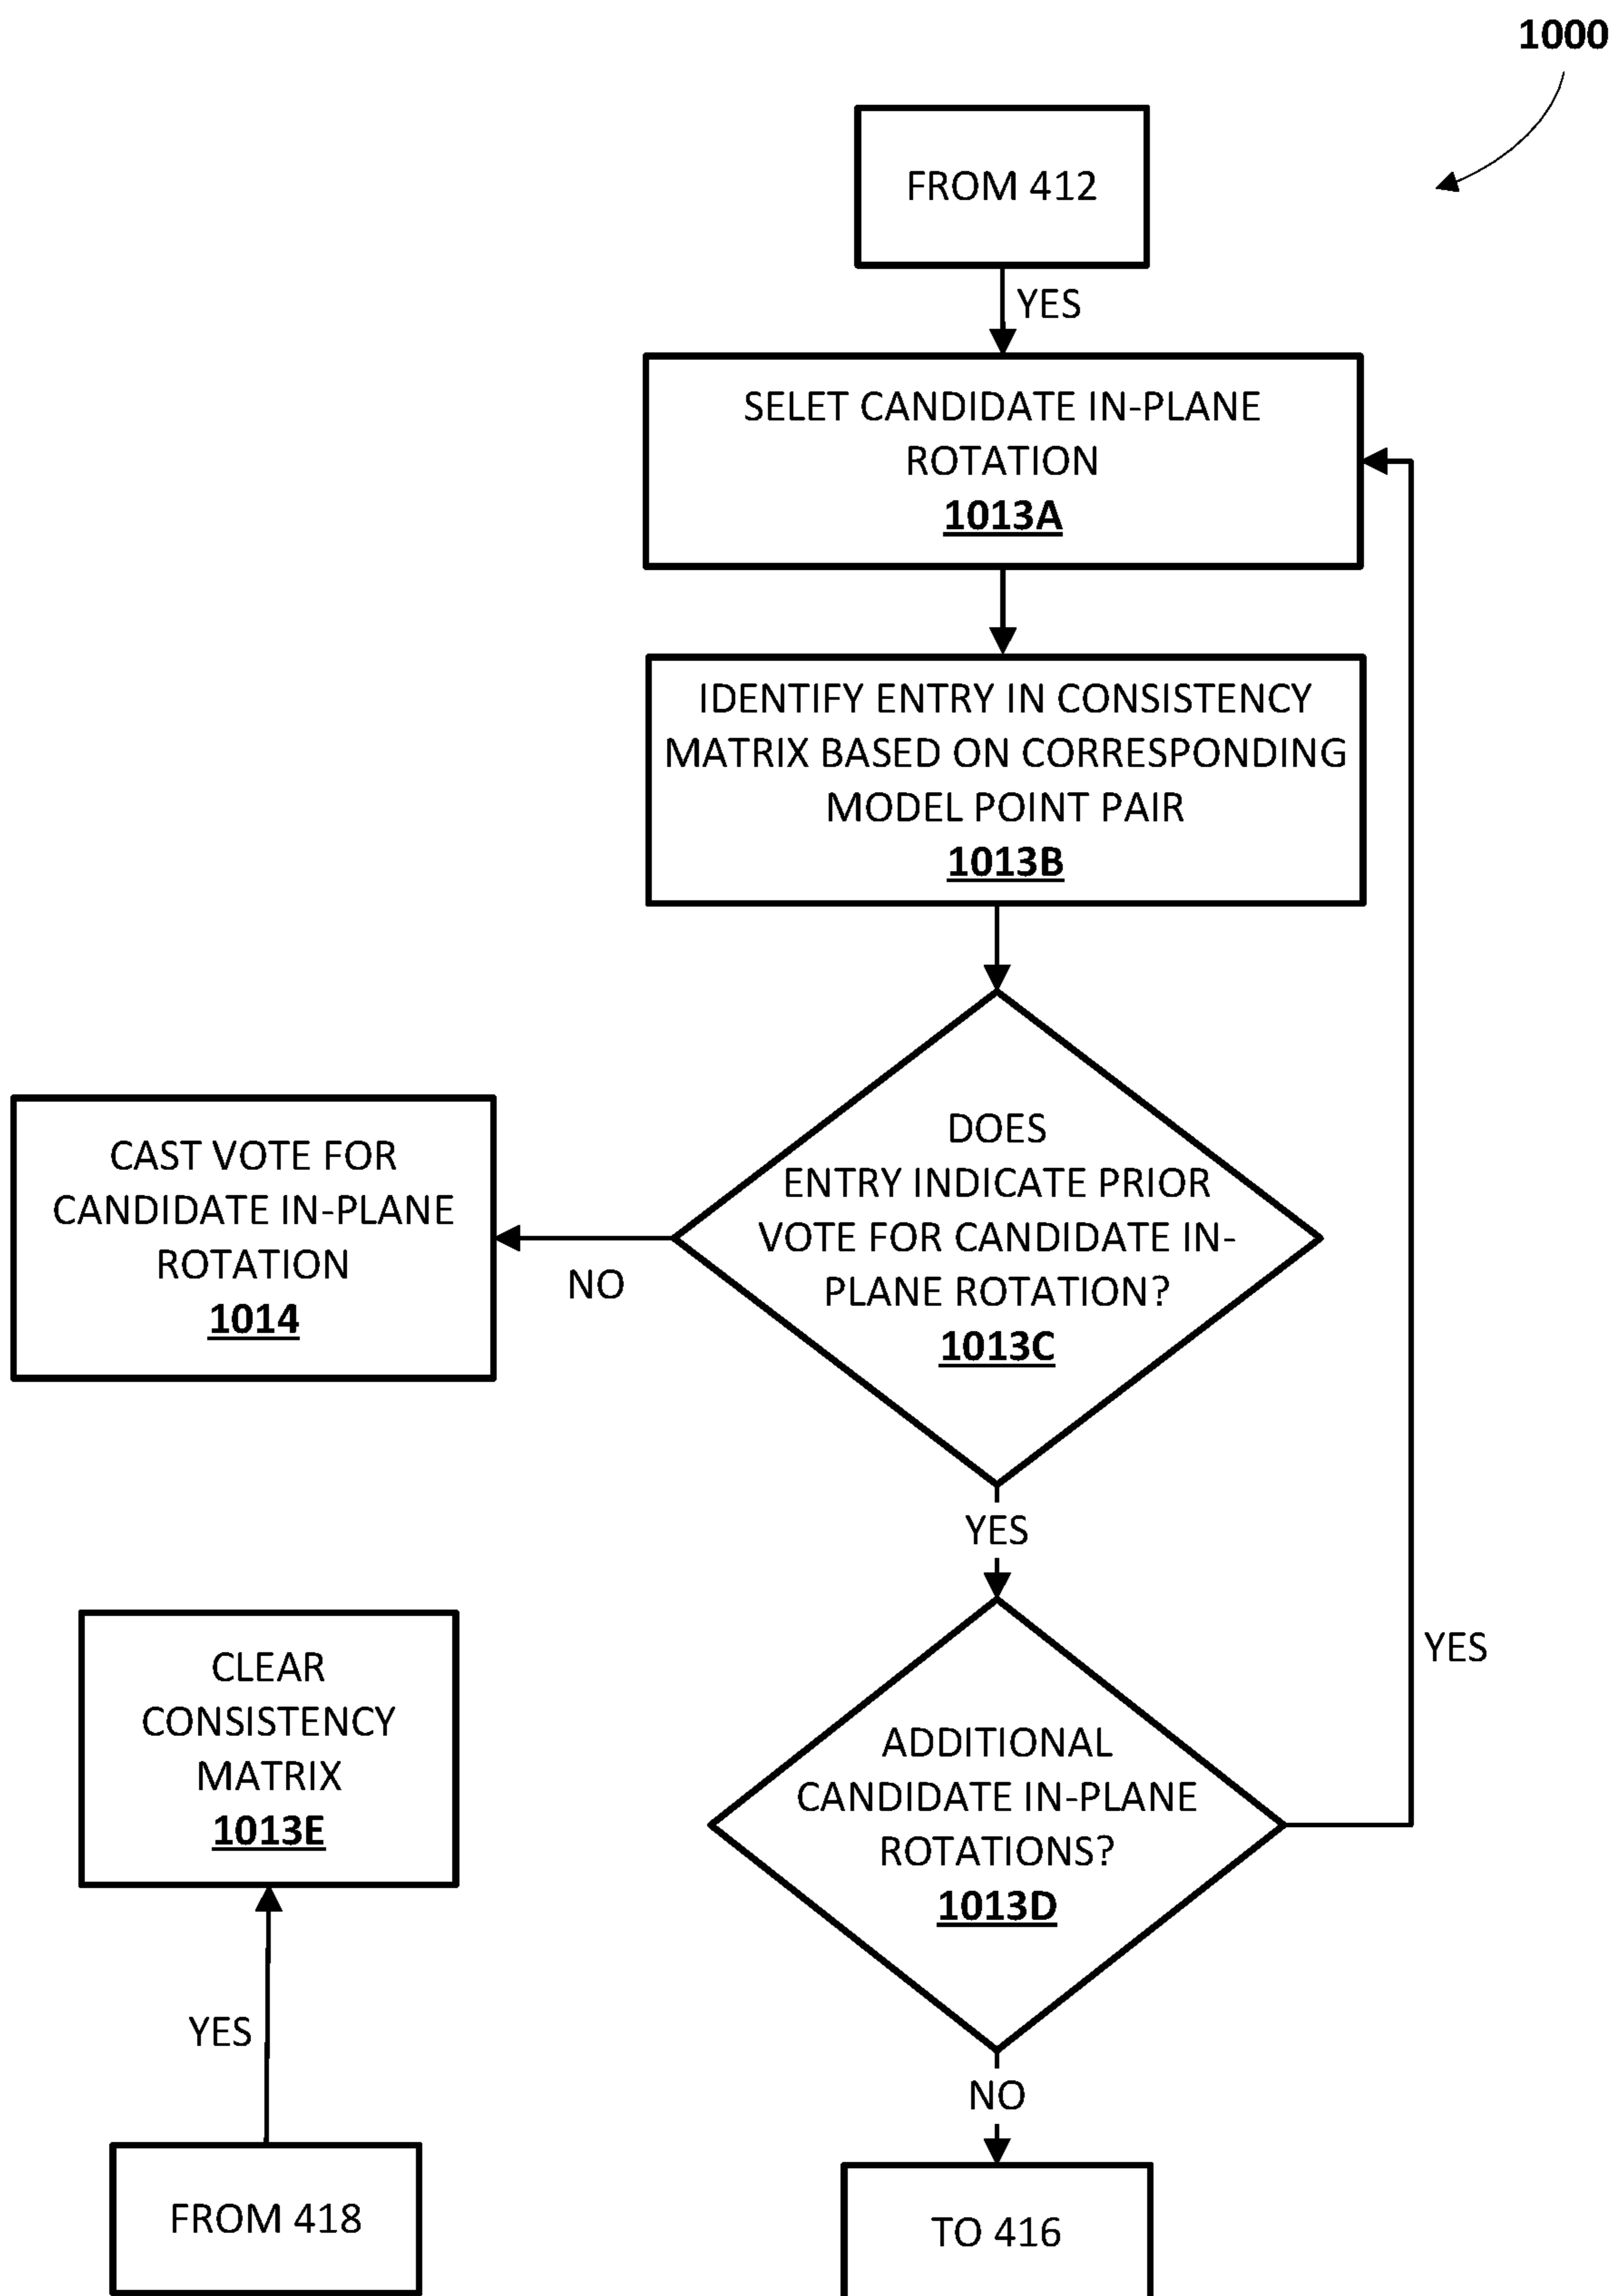 1000
FROM 412
YES
SELET CANDIDATE IN-PLANE
ROTATION
1013A
IDENTIFY ENTRY IN CONSISTENCY
MATRIX BASED ON CORRESPONDING
MODEL POINT PAIR
1013B
DOES
ENTRY INDICATE PRIOR
VOTE FOR CANDIDATE IN-
PLANE ROTATION?
1013C
NO
CAST VOTE FOR
CANDIDATE IN-PLANE
ROTATION
1014
YES
ADDITIONAL
CANDIDATE IN-PLANE
ROTATIONS?
1013D
YES
NO
TO 416
CLEAR
CONSISTENCY
MATRIX
1013E
YES
FROM 418